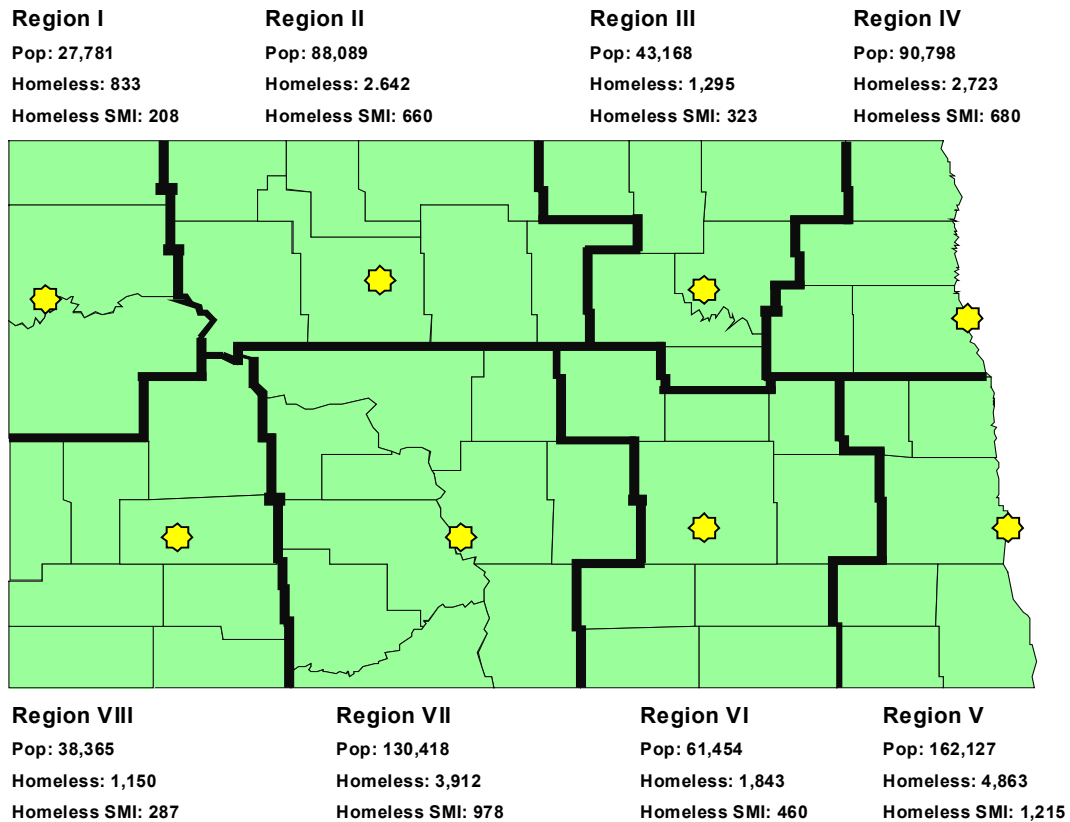 Region I
Pop: 27,781
Homeless: 833
Homeless SMI: 208
Region II
Pop: 88,089
Homeless: 2.642
Homeless SMI: 660
Region III
Pop: 43,168
Homeless: 1,295
Homeless SMI: 323
Region IV
Pop: 90,798
Homeless: 2,723
Homeless SMI: 680
Region VIII
Pop: 38,365
Homeless: 1,150
Homeless SMI: 287
Region VII
Pop: 130,418
Homeless: 3,912
Homeless SMI: 978
Region VI
Pop: 61,454
Homeless: 1,843
Homeless SMI: 460
Region V
Pop: 162,127
Homeless: 4,863
Homeless SMI: 1,215